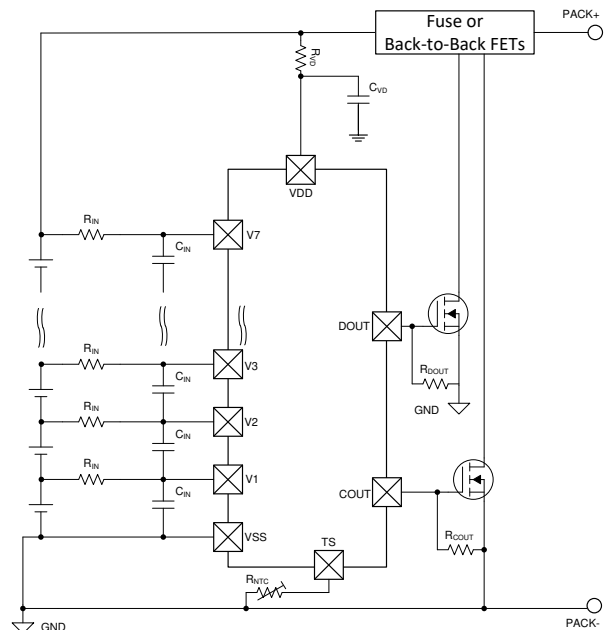 PACK+
Fuse or
Back-to-Back FETs
RVD
CVD
VDD
RIN
CIN
V7
DOUT
RDOUT
GND
RIN
CIN
V3
RIN
CIN
V2
RIN
CIN
V1
COUT
RCOUT
VSS
TS
RNTC
GND
PACK-